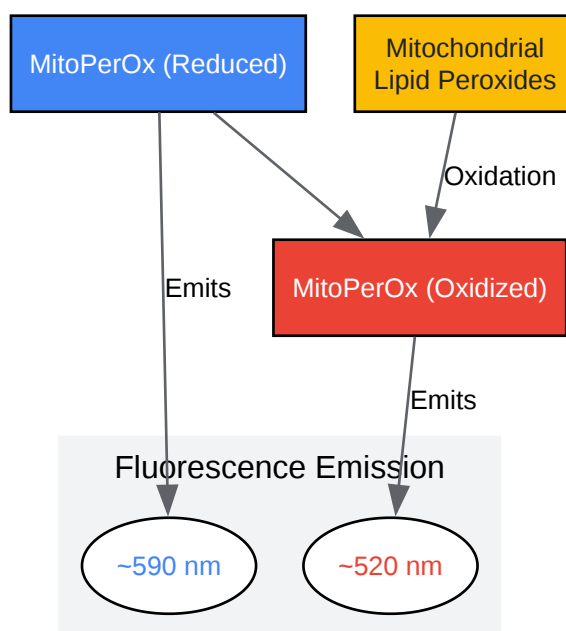 MitoPerOx (Reduced)
Mitochondrial
Lipid Peroxides
Oxidation
Emits
MitoPerOx (Oxidized)
Emits
Fluorescence Emission
~590 nm
~520 nm